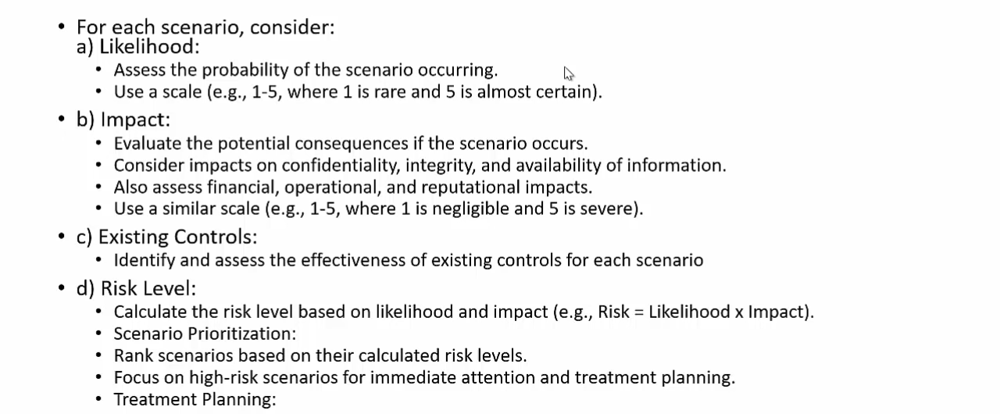 • For each scenario, consider:
a) Likelihood:
• Assess the probability of the scenario occurring.
• Use a scale (e.g., 1-5, where 1 is rare and 5 is almost certain).
• b) Impact:
• Evaluate the potential consequences if the scenario occurs.
• Consider impacts on confidentiality, integrity, and availability of information.
• Also assess financial, operational, and reputational impacts.
• Use a similar scale (e.g., 1-5, where 1 is negligible and 5 is severe).
• c) Existing Controls:
• Identify and assess the effectiveness of existing controls for each scenario
• d) Risk Level:
• Calculate the risk level based on likelihood and impact (e.g., Risk = Likelihood x Impact).
• Scenario Prioritization:
• Rank scenarios based on their calculated risk levels.
• Focus on high-risk scenarios for immediate attention and treatment planning.
• Treatment Planning: